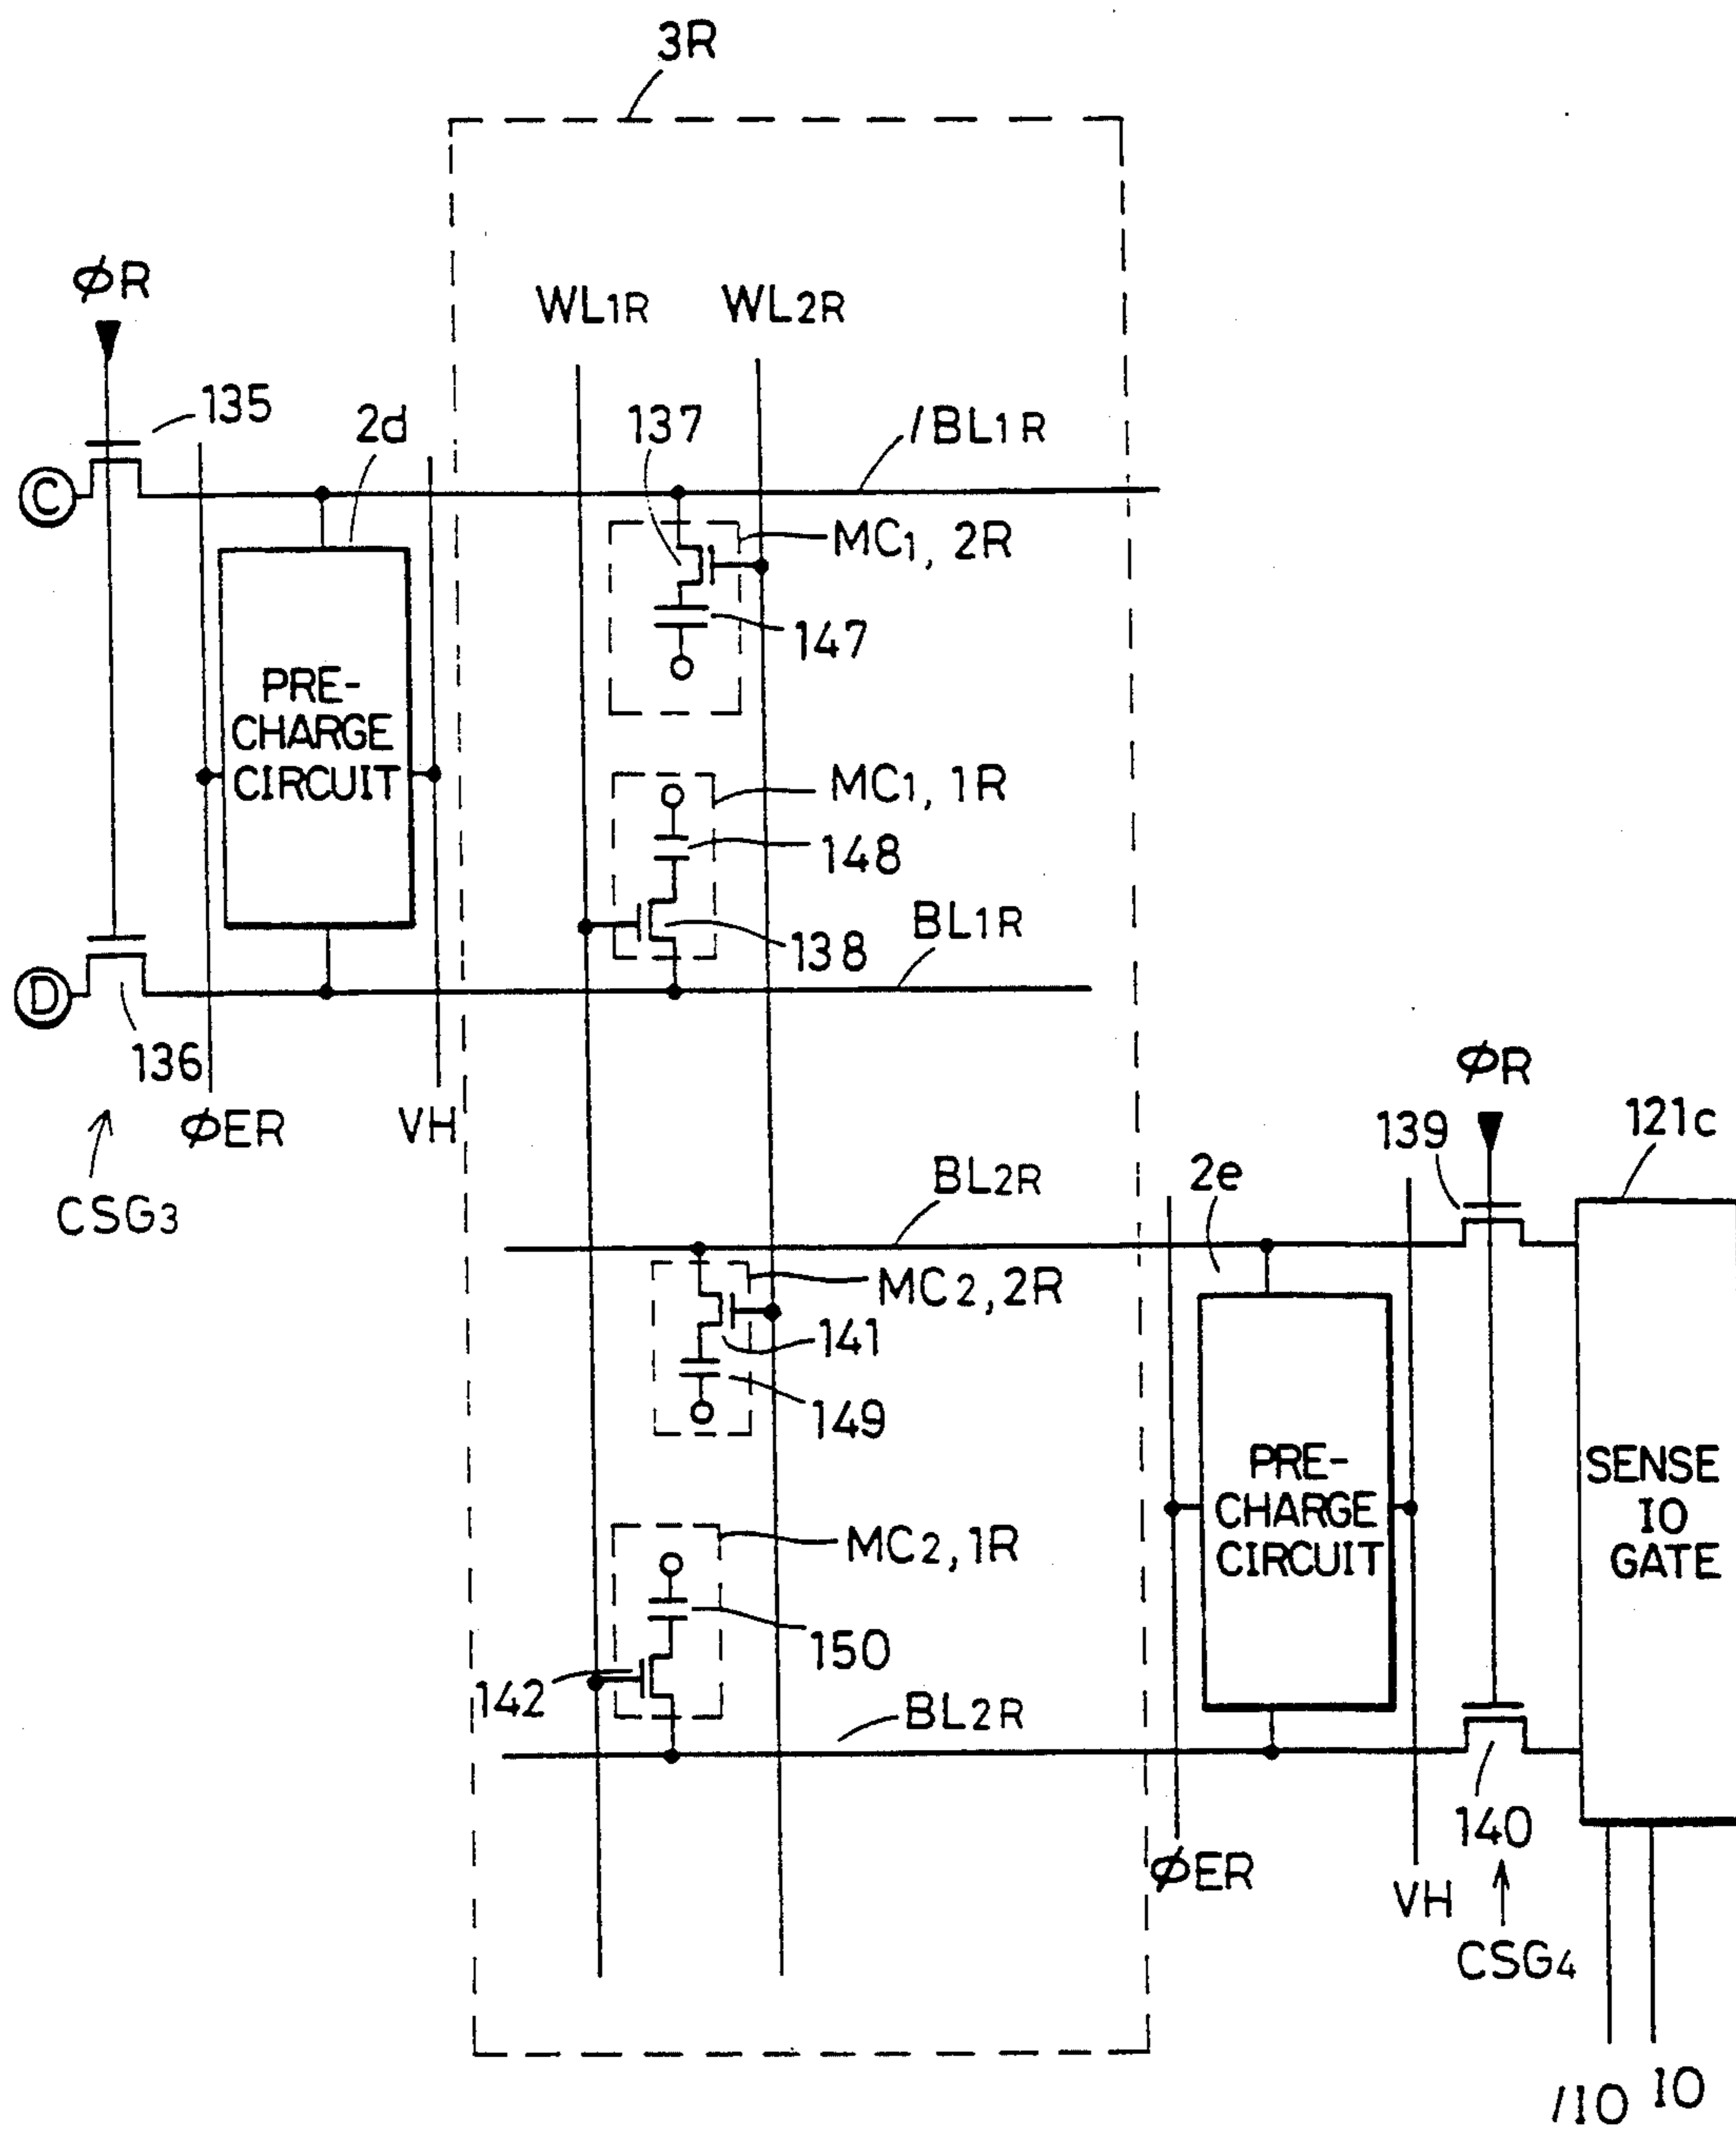 3R
φR
WL1R
WL2R
135
2d
137
/BL1R
C
MC1, 2R
147
PRE-
CHARGE
CIRCUIT
MC1, 1R
148
138
BL1R
D
136
φER
VH
CSG3
φR
139
121c
BL2R
2e
MC2, 2R
141
149
PRE-
CHARGE
CIRCUIT
SENSE
IO
GATE
MC2, 1R
150
142
BL2R
140
φER
VH
CSG4
/IO
IO